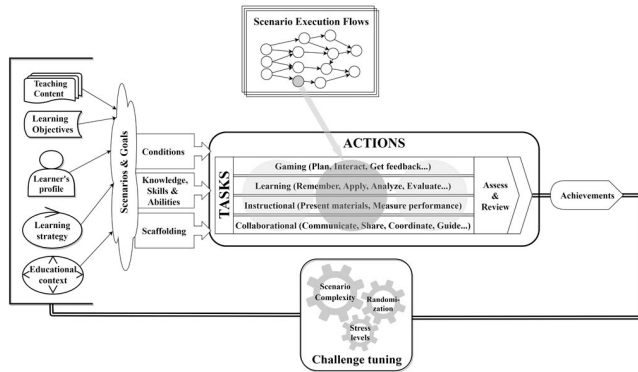 Scenario Execution Flows
Teaching
Content
Learning
Objectives
Learner's
profile
Learning
strategy
Educational
context
Scenarios & Goals
Conditions
Knowledge,
Skills &
Abilities
Scaffolding
ACTIONS
TASKS
Gaming (Plan, Interact, Get feedback...)
Learning (Remember, Apply, Analyze, Evaluate...)
Instructional (Present materials, Measure performance)
Collaborational (Communicate, Share, Coordinate, Guide...)
Assess
&
Review
Achievements
Scenario
Complexity
Randomi-
zation
Stress
levels
Challenge tuning